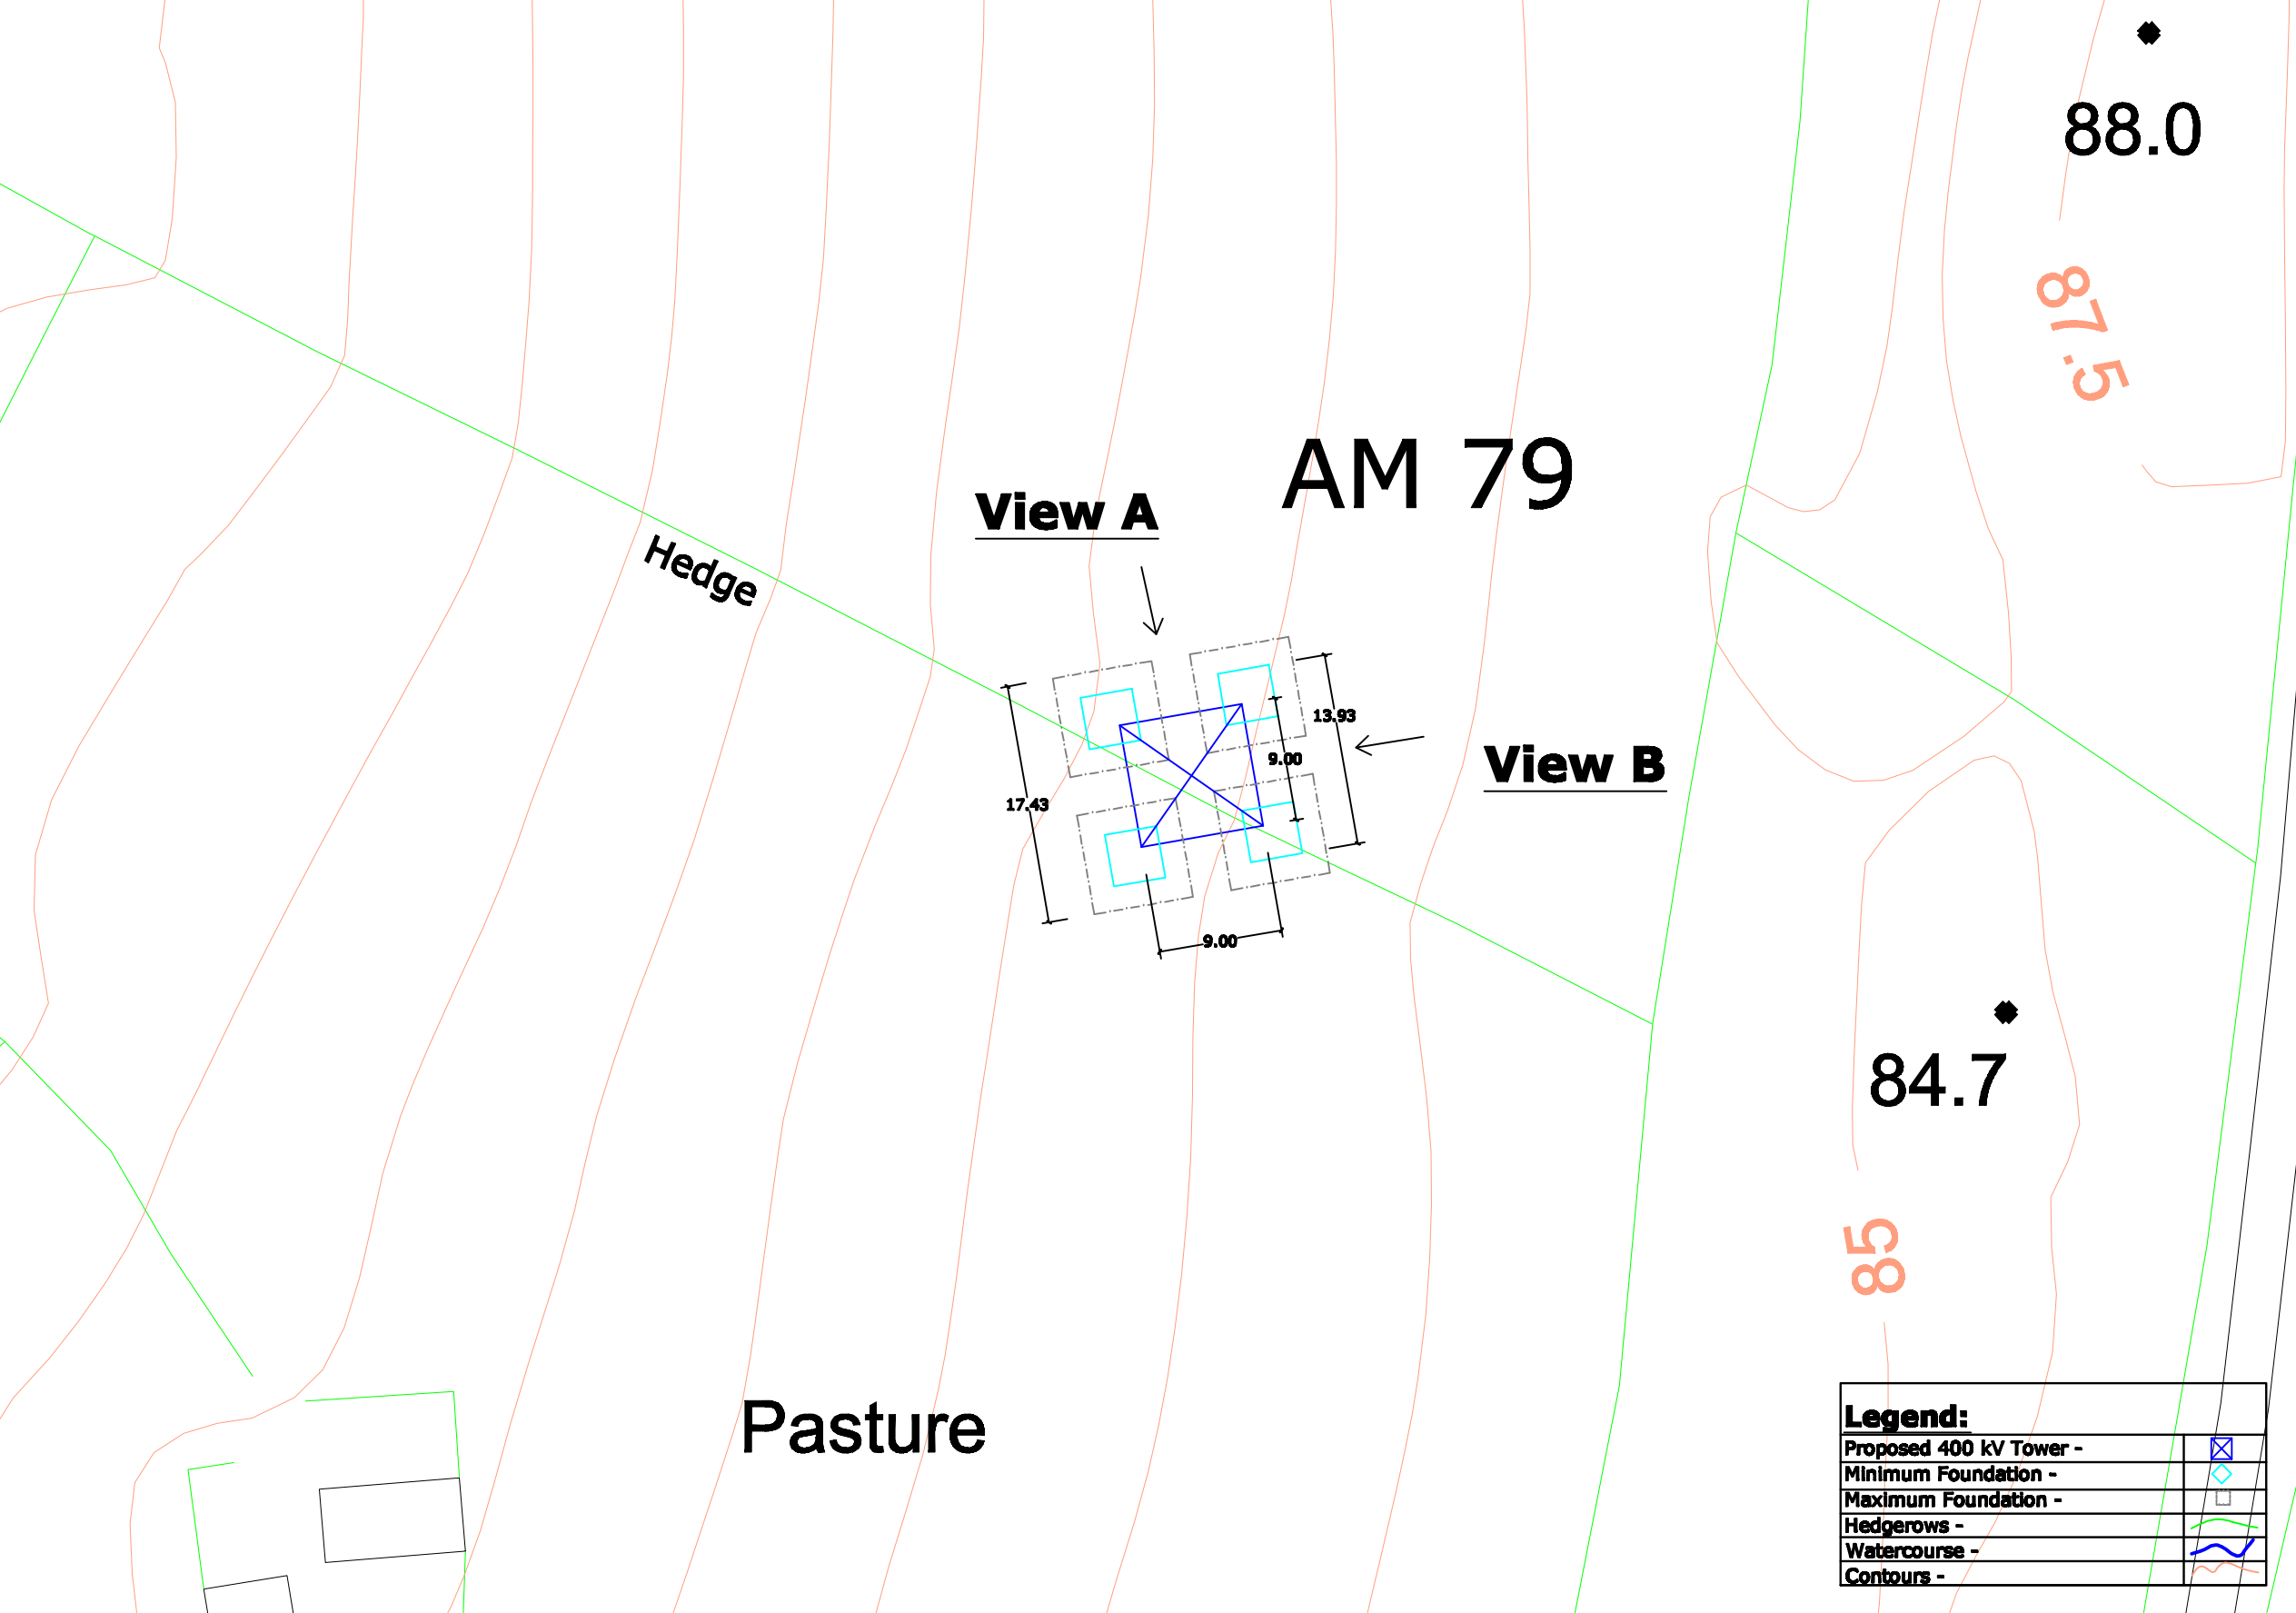 88.0
87.5
AM 79
View A
Hedge
13.93
9.00
View B
17.43
9.00
84.7
85
Pasture
Legend:
Proposed 400 kV Tower -
Minimum Foundation -
Maximum Foundation -
Hedgerows -
Watercourse -
Contours -